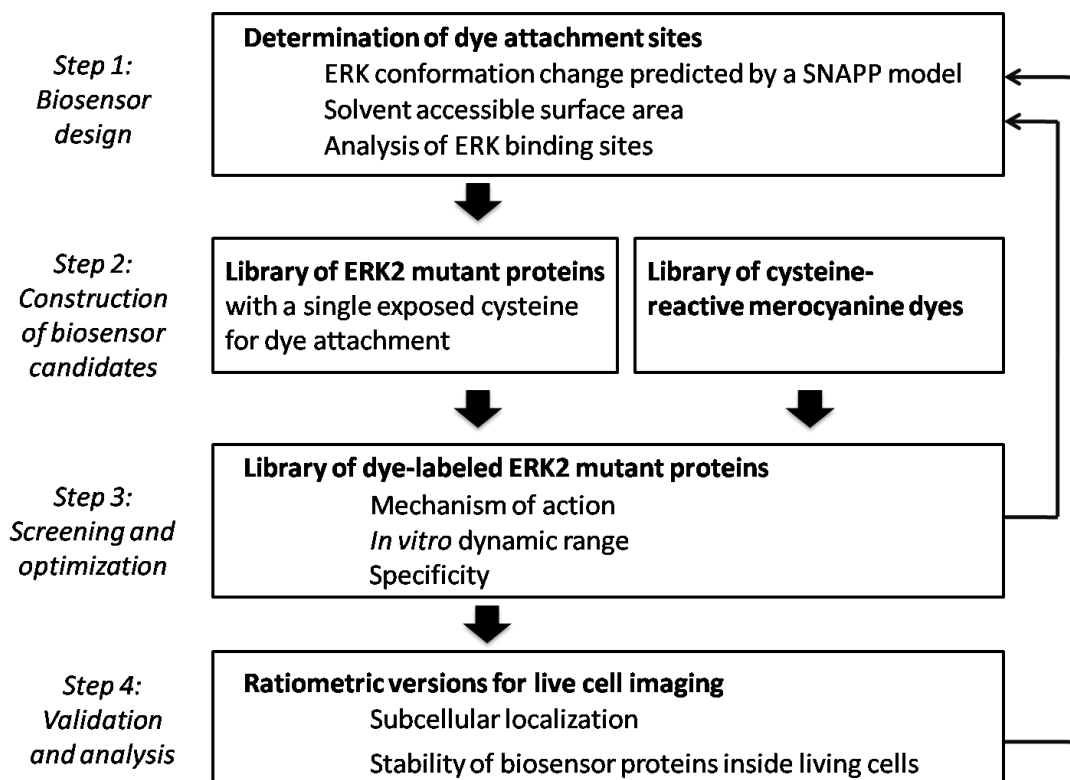 Step 1:
Biosensor
design
Determination of dye attachment sites
ERK conformation change predicted by a SNAPP model
Solvent accessible surface area
Analysis of ERK binding sites
Step 2:
Construction
of biosensor
candidates
Library of ERK2 mutant proteins
with a single exposed cysteine
for dye attachment
Library of cysteine-
reactive merocyanine dyes
Step 3:
Screening and
optimization
Library of dye-labeled ERK2 mutant proteins
Mechanism of action
In vitro dynamic range
Specificity
Step 4:
Validation
and analysis
Ratiometric versions for live cell imaging
Subcellular localization
Stability of biosensor proteins inside living cells